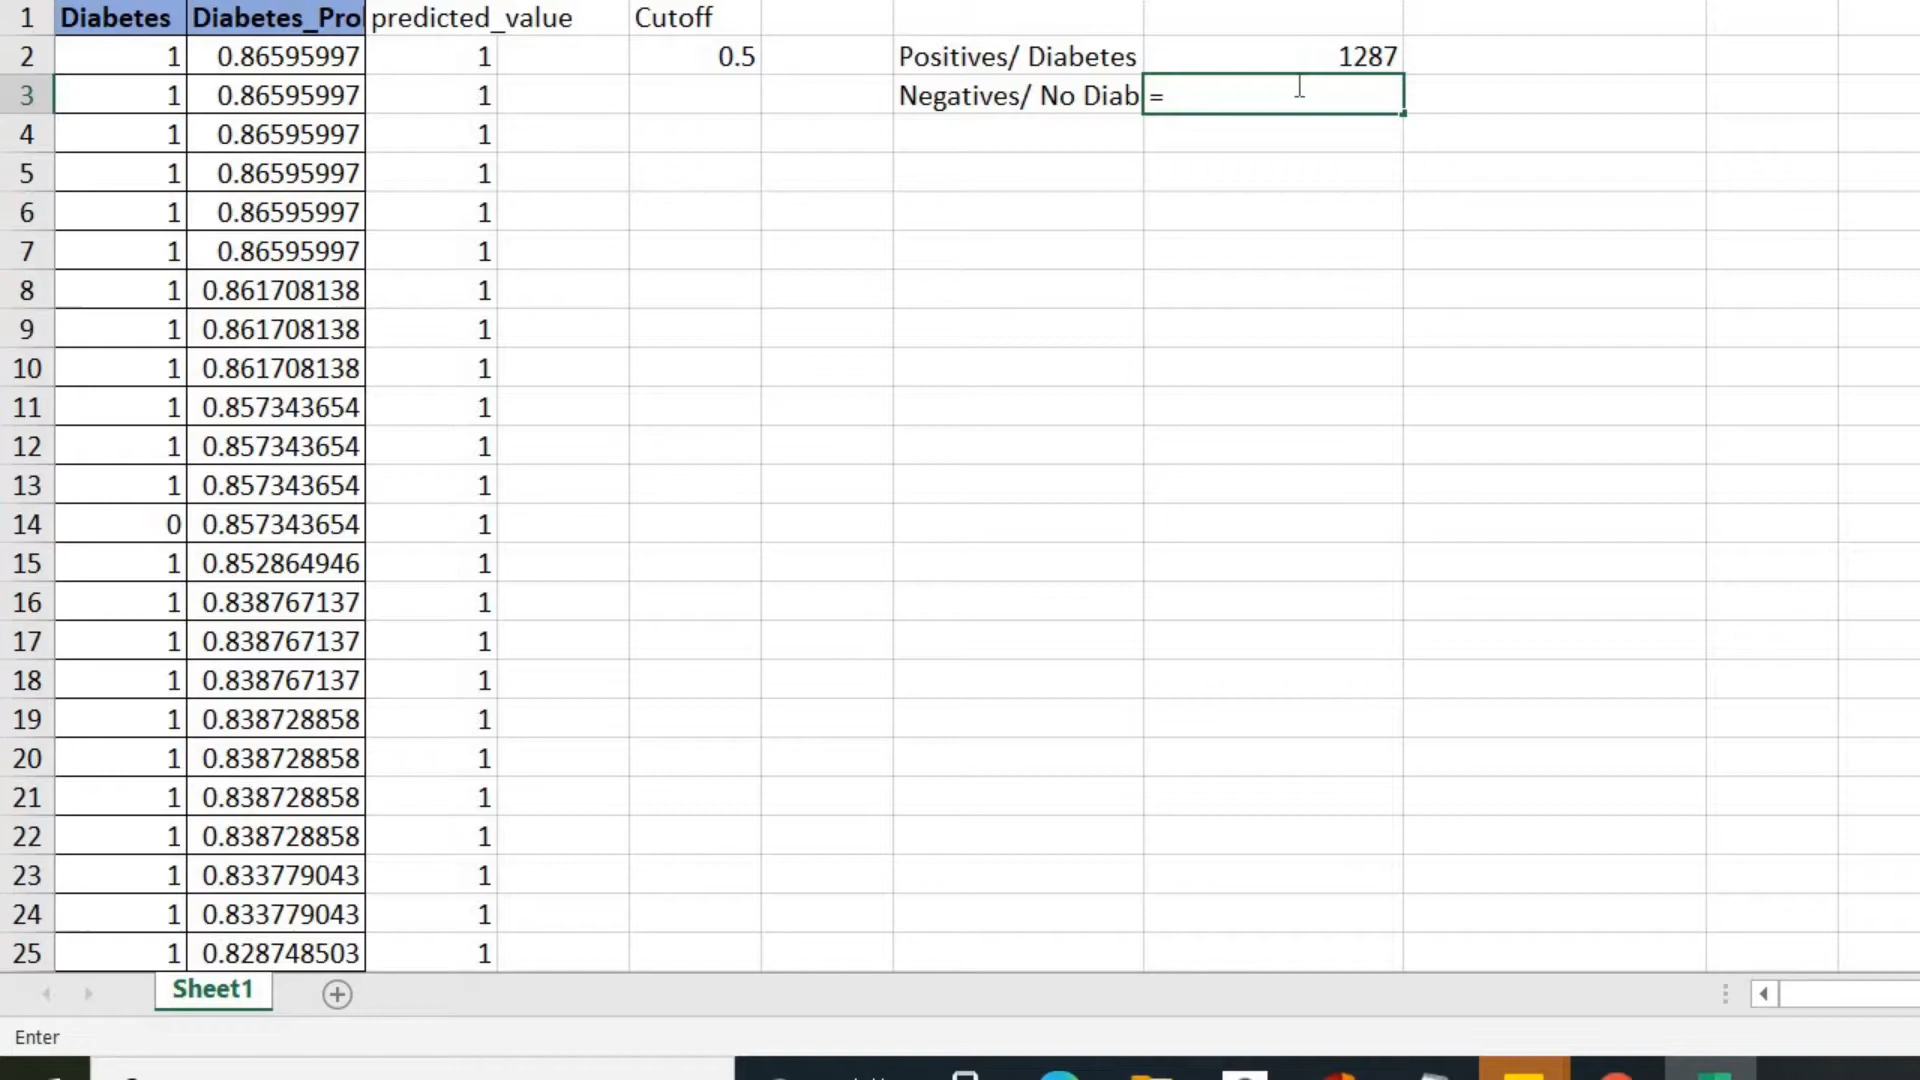 1 Diabetes Diabetes_Pro predicted_value Cutoff
2 1 0.86595997 1 0.5 Positives/ Diabetes 1287
3 1 0.86595997 1 Negatives/ No Diab =
4 1 0.86595997 1
5 1 0.86595997 1
6 1 0.86595997 1
7 1 0.86595997 1
8 1 0.861708138 1
9 1 0.861708138 1
10 1 0.861708138 1
11 1 0.857343654 1
12 1 0.857343654 1
13 1 0.857343654 1
14 0 0.857343654 1
15 1 0.852864946 1
16 1 0.838767137 1
17 1 0.838767137 1
18 1 0.838767137 1
19 1 0.838728858 1
20 1 0.838728858 1
21 1 0.838728858 1
22 1 0.838728858 1
23 1 0.833779043 1
24 1 0.833779043 1
25 1 0.828748503 1
Sheet1
Enter